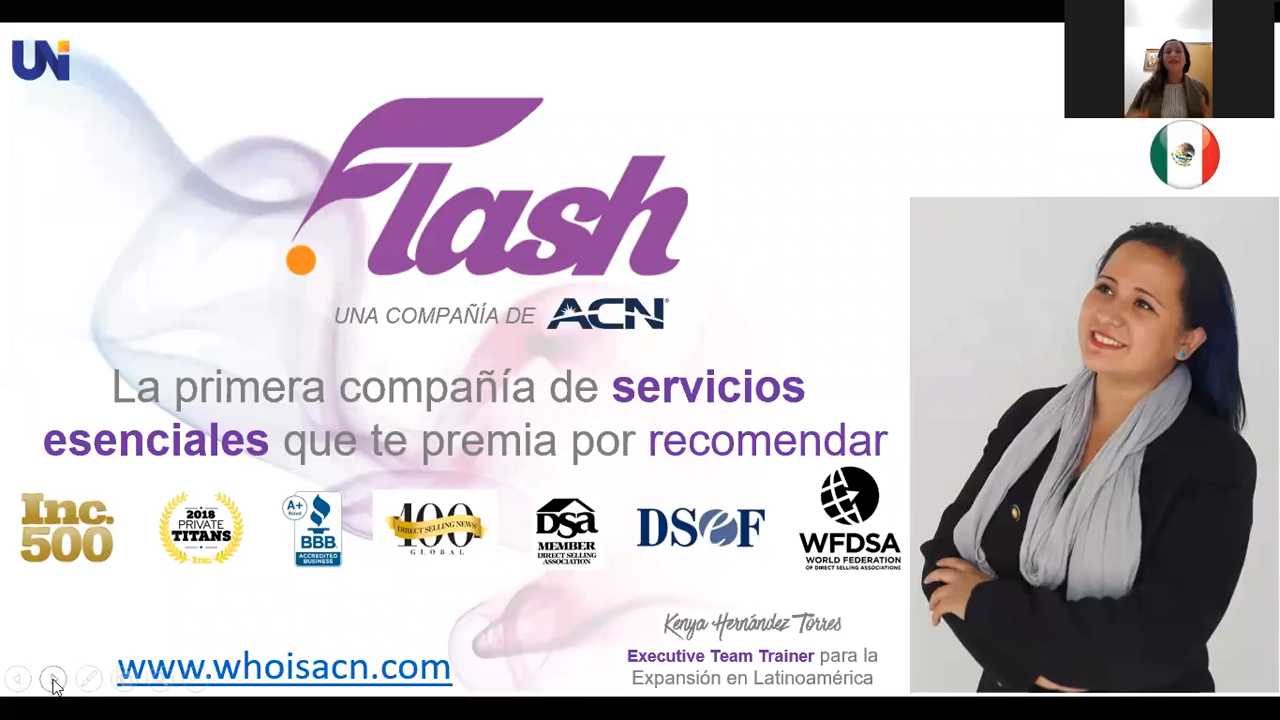 UNi
Flash
UNA COMPAÑÍA DE ACN®
La primera compañía de servicios
esenciales que te premia por recomendar
Inc.
500
2018
PRIVATE
TITANS
Inc.
A+
Rated
BBB
ACCREDITED
BUSINESS
100
DIRECT SELLING NEWS
GLOBAL
DSA
MEMBER
DIRECT SELLING
ASSOCIATION
DSEF
WFDSA
WORLD FEDERATION
OF DIRECT SELLING ASSOCIATIONS
Kenya Hernández Torres
Executive Team Trainer para la
Expansión en Latinoamérica
www.whoisacn.com